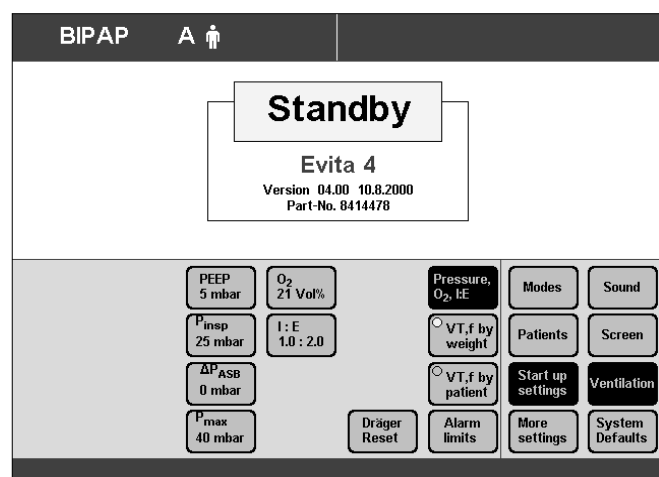 BIPAP A
Standby
Evita 4
Version 04.00 10.8.2000
Part-No. 8414478
PEEP
5 mbar
O2
21 Vol%
Pressure,
O2, I:E
Modes
Sound
Pinsp
25 mbar
I : E
1.0 : 2.0
VT,f by
weight
Patients
Screen
ΔPASB
0 mbar
VT,f by
patient
Start up
settings
Ventilation
Pmax
40 mbar
Dräger
Reset
Alarm
limits
More
settings
System
Defaults